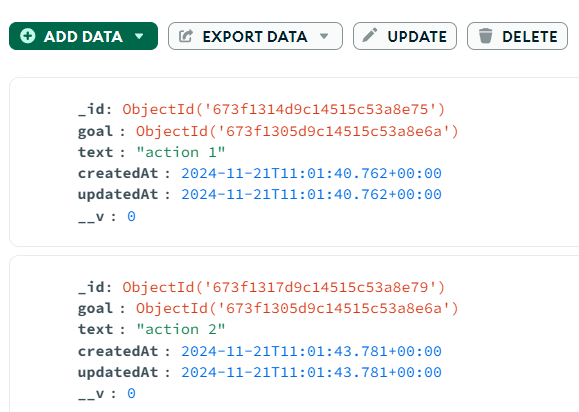 ADD DATA EXPORT DATA UPDATE DELETE
_id: ObjectId('673f1314d9c14515c53a8e75')
goal : ObjectId('673f1305d9c14515c53a8e6a')
text : "action 1"
createdAt : 2024-11-21T11:01:40.762+00:00
updatedAt : 2024-11-21T11:01:40.762+00:00
__v : 0
_id: ObjectId('673f1317d9c14515c53a8e79')
goal : ObjectId('673f1305d9c14515c53a8e6a')
text : "action 2"
createdAt : 2024-11-21T11:01:43.781+00:00
updatedAt : 2024-11-21T11:01:43.781+00:00
__v : 0